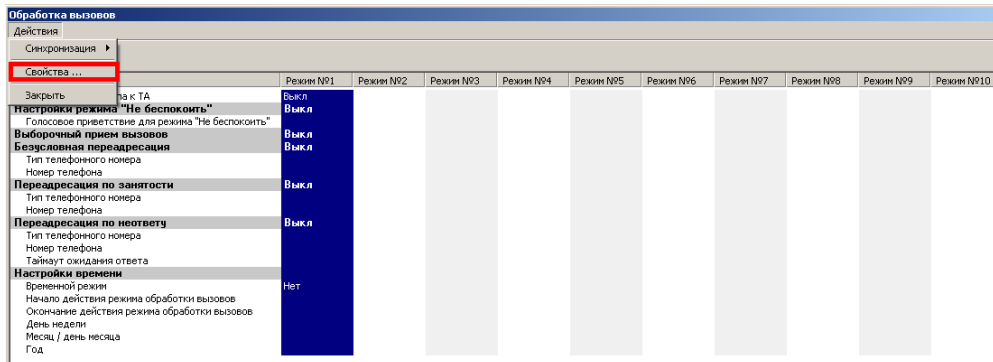 Обработка вызовов
Действия
Синхронизация
Свойства ...
Закрыть
Режим №1 Режим №2 Режим №3 Режим №4 Режим №5 Режим №6 Режим №7 Режим №8 Режим №9 Режим №10
к ТА Выкл
Настройки режима "Не беспокоить" Выкл
Голосовое приветствие для режима "Не беспокоить"
Выборочный прием вызовов Выкл
Безусловная переадресация Выкл
Тип телефонного номера
Номер телефона
Переадресация по занятости Выкл
Тип телефонного номера
Номер телефона
Переадресация по неответу Выкл
Тип телефонного номера
Номер телефона
Таймаут ожидания ответа
Настройки времени
Временной режим Нет
Начало действия режима обработки вызовов
Окончание действия режима обработки вызовов
День недели
Месяц / день месяца
Год